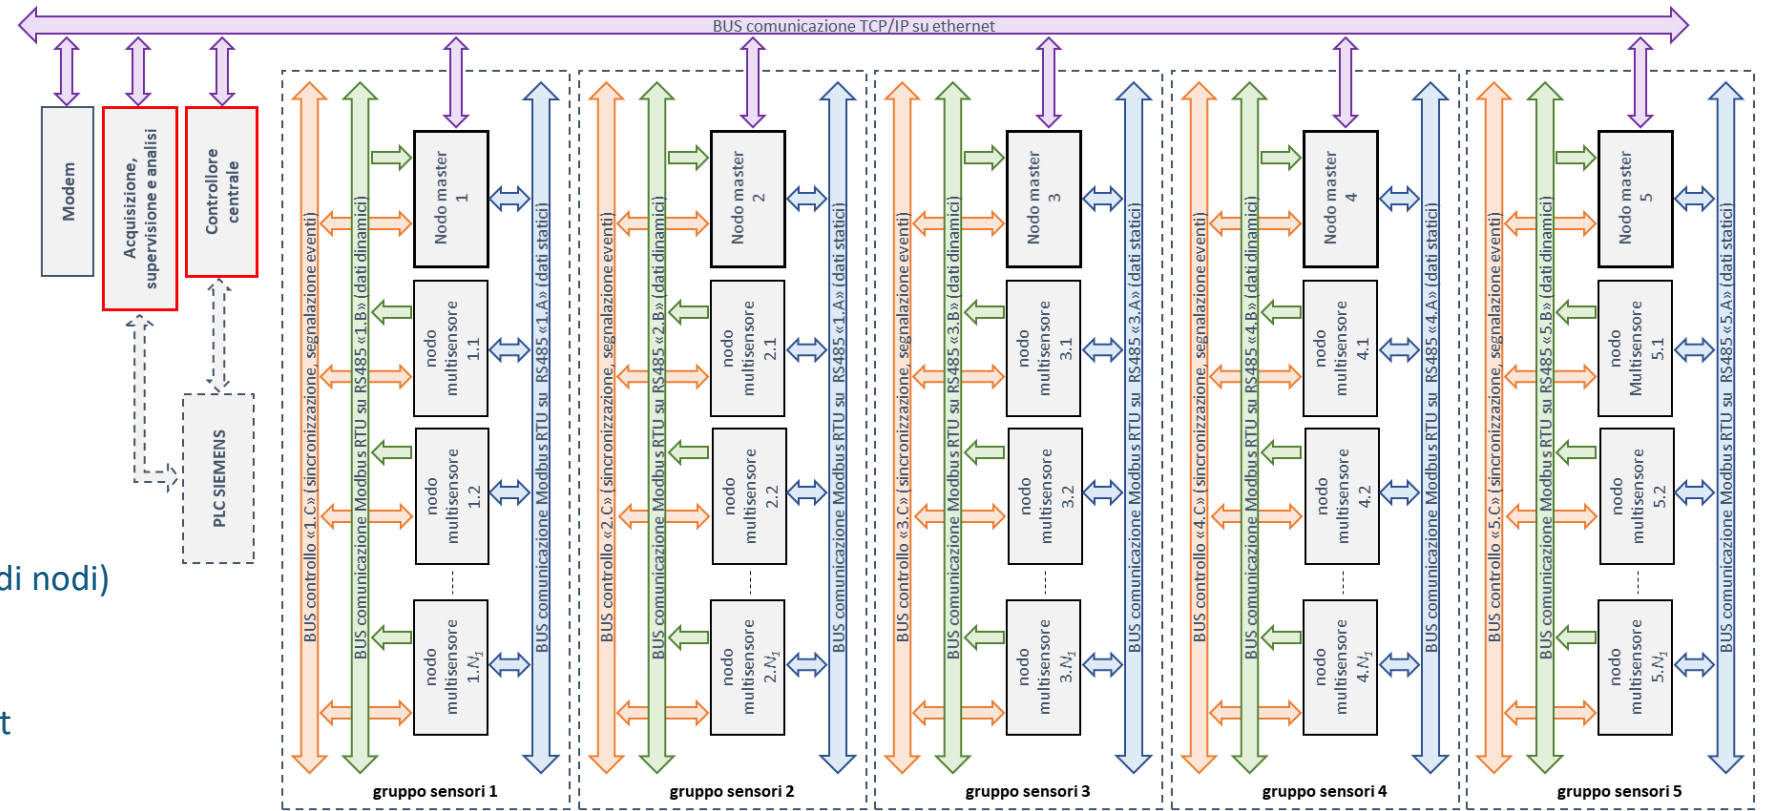 BUS comunicazione TCP/IP su ethernet
Modem
Acquisizione,
supervisione e analisi
Controllore
centrale
PLC SIEMENS
di nodi)
t
BUS controllo «1.C» (sincronizzazione, segnalazione eventi)
BUS comunicazione Modbus RTU su RS485 «1.B» (dati dinamici)
Nodo master
1
nodo
multisensore
1.1
nodo
multisensore
1.2
nodo
multisensore
1.N₁
BUS comunicazione Modbus RTU su RS485 «1.A» (dati statici)
gruppo sensori 1
BUS controllo «2.C» (sincronizzazione, segnalazione eventi)
BUS comunicazione Modbus RTU su RS485 «2.B» (dati dinamici)
Nodo master
2
nodo
multisensore
2.1
nodo
multisensore
2.2
nodo
multisensore
2.N₁
BUS comunicazione Modbus RTU su RS485 «1.A» (dati statici)
gruppo sensori 2
BUS controllo «3.C» (sincronizzazione, segnalazione eventi)
BUS comunicazione Modbus RTU su RS485 «3.B» (dati dinamici)
Nodo master
3
nodo
multisensore
3.1
nodo
multisensore
3.2
nodo
multisensore
3.N₁
BUS comunicazione Modbus RTU su RS485 «3.A» (dati statici)
gruppo sensori 3
BUS controllo «4.C» (sincronizzazione, segnalazione eventi)
BUS comunicazione Modbus RTU su RS485 «4.B» (dati dinamici)
Nodo master
4
nodo
multisensore
4.1
nodo
multisensore
4.2
nodo
multisensore
4.N₁
BUS comunicazione Modbus RTU su RS485 «4.A» (dati statici)
gruppo sensori 4
BUS controllo «5.C» (sincronizzazione, segnalazione eventi)
BUS comunicazione Modbus RTU su RS485 «5.B» (dati dinamici)
Nodo master
5
nodo
Multisensore
5.1
nodo
multisensore
5.2
nodo
multisensore
5.N₁
BUS comunicazione Modbus RTU su RS485 «5.A» (dati statici)
gruppo sensori 5